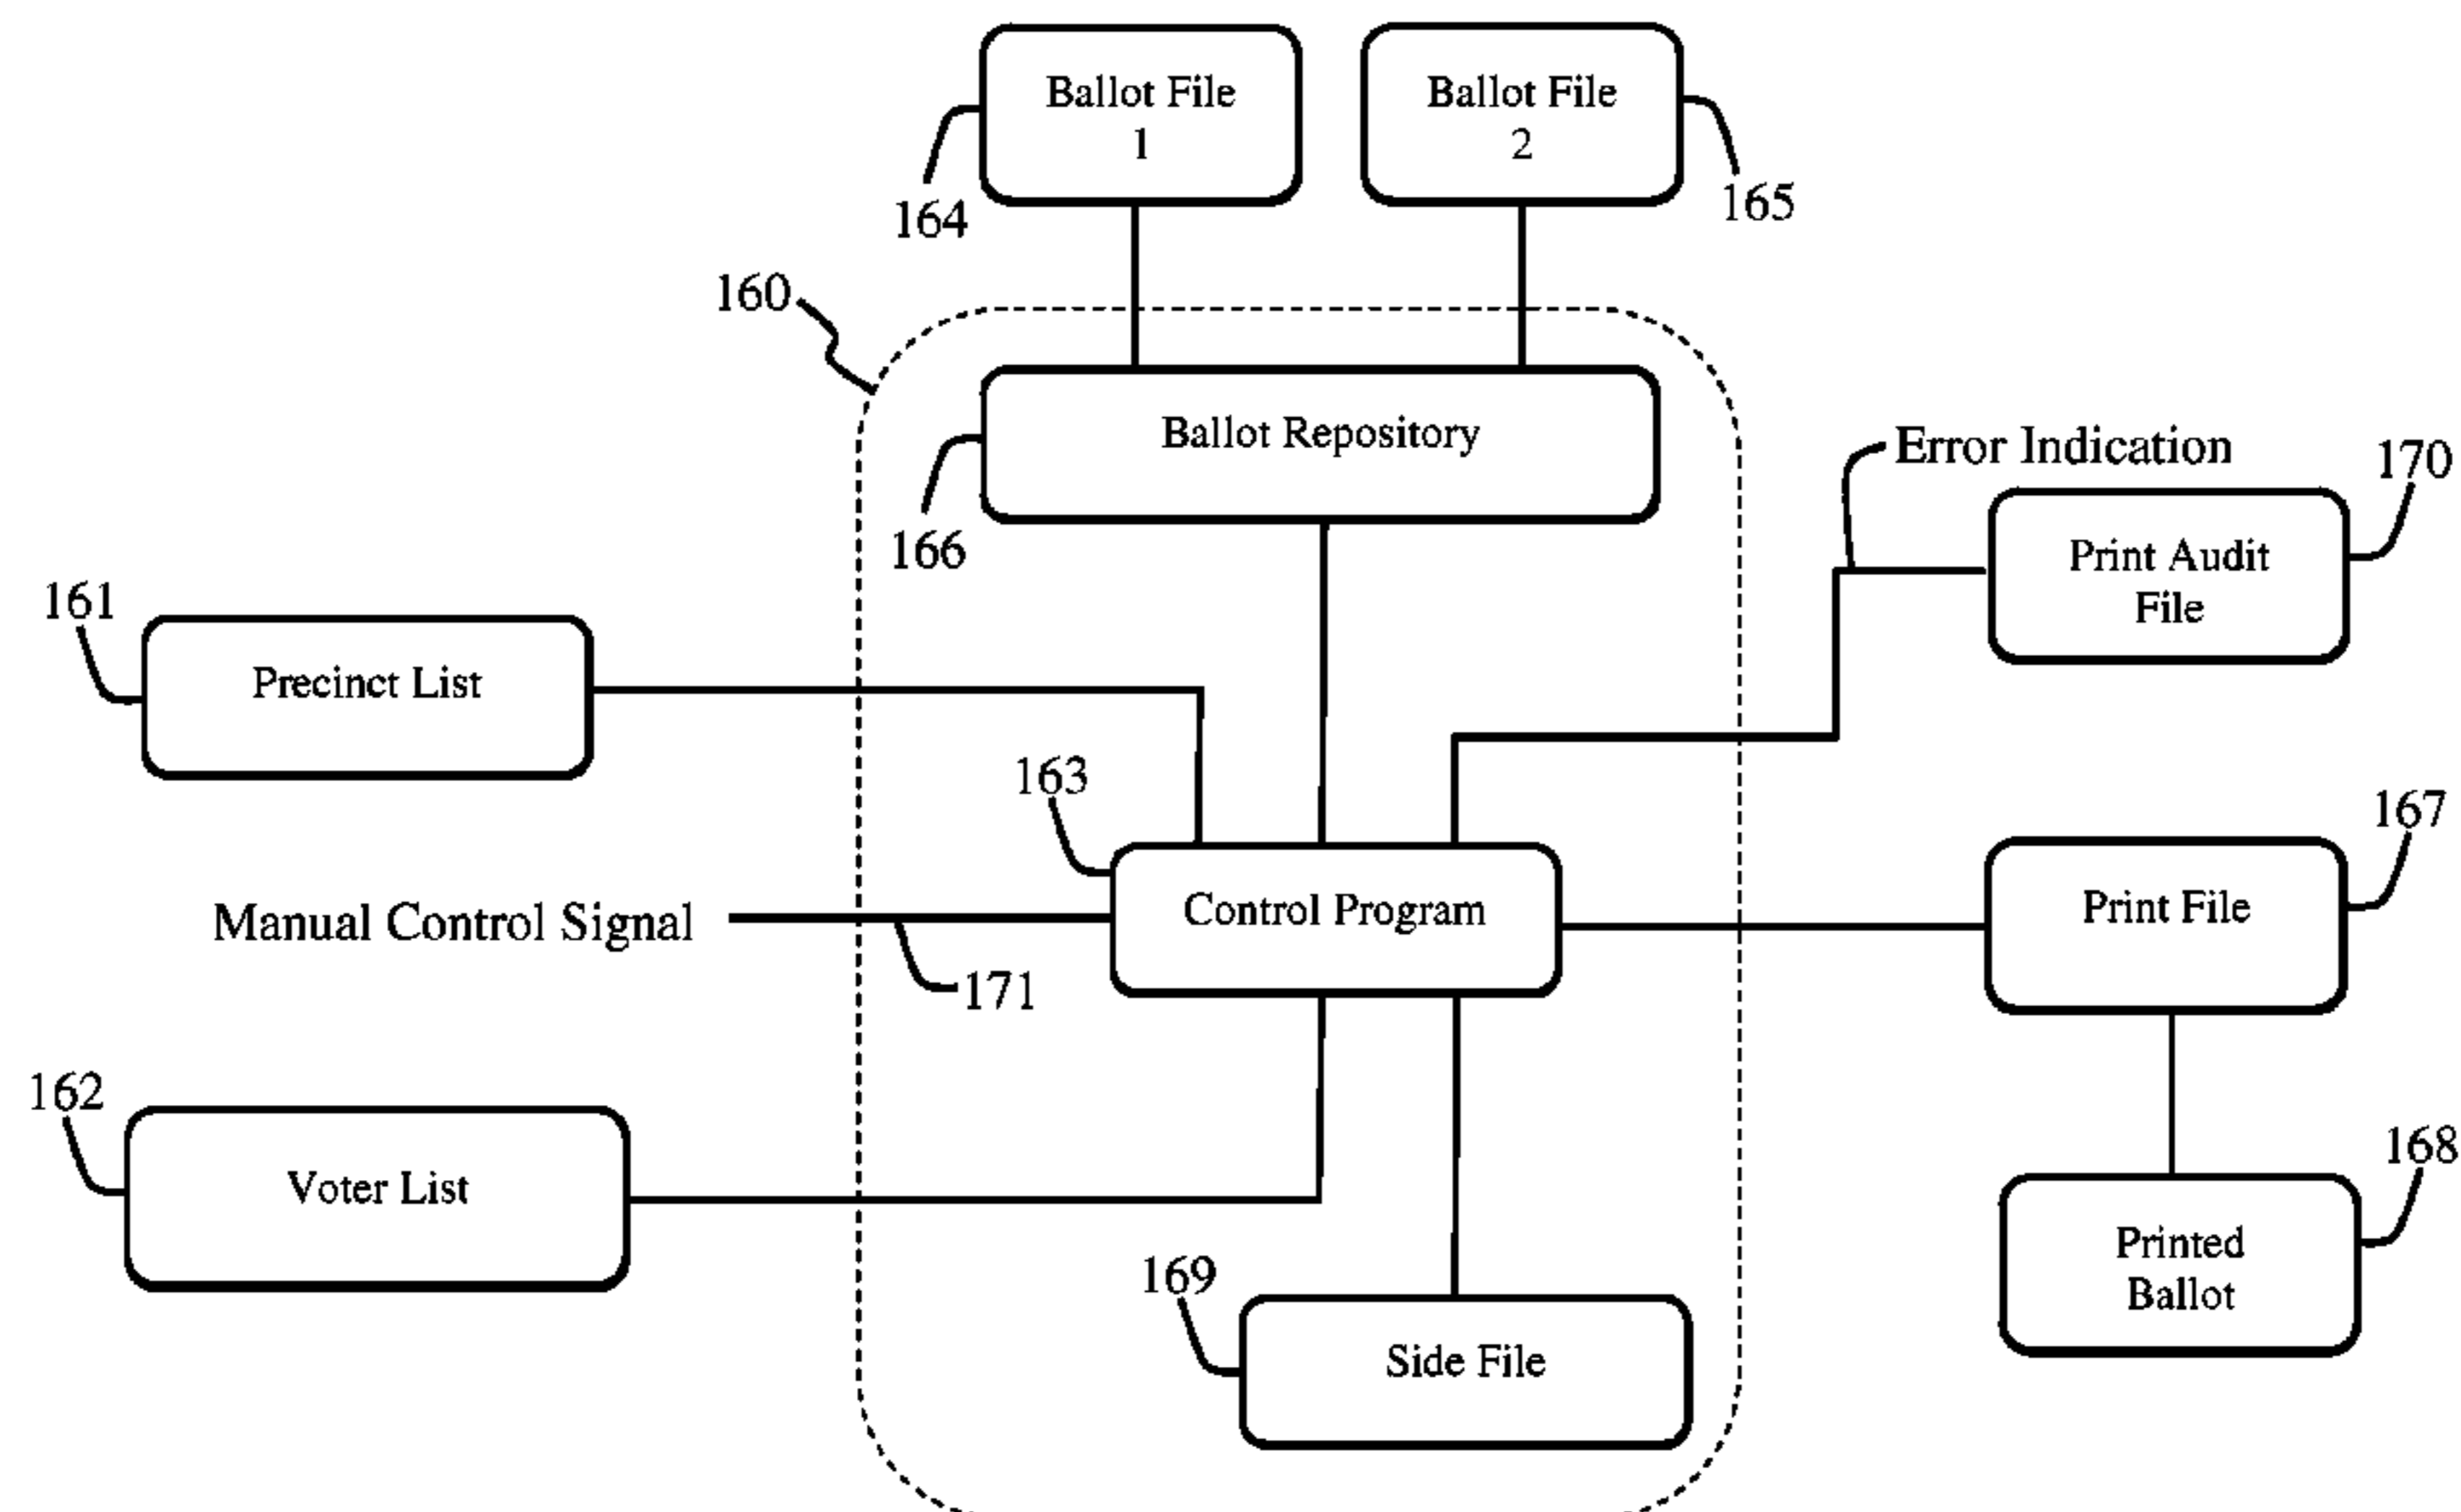 Ballot File
1
Ballot File
2
164
165
160
Ballot Repository
166
Error Indication
170
Print Audit
File
161
Precinct List
163
167
Manual Control Signal
Control Program
Print File
171
162
Voter List
168
Printed
Ballot
169
Side File